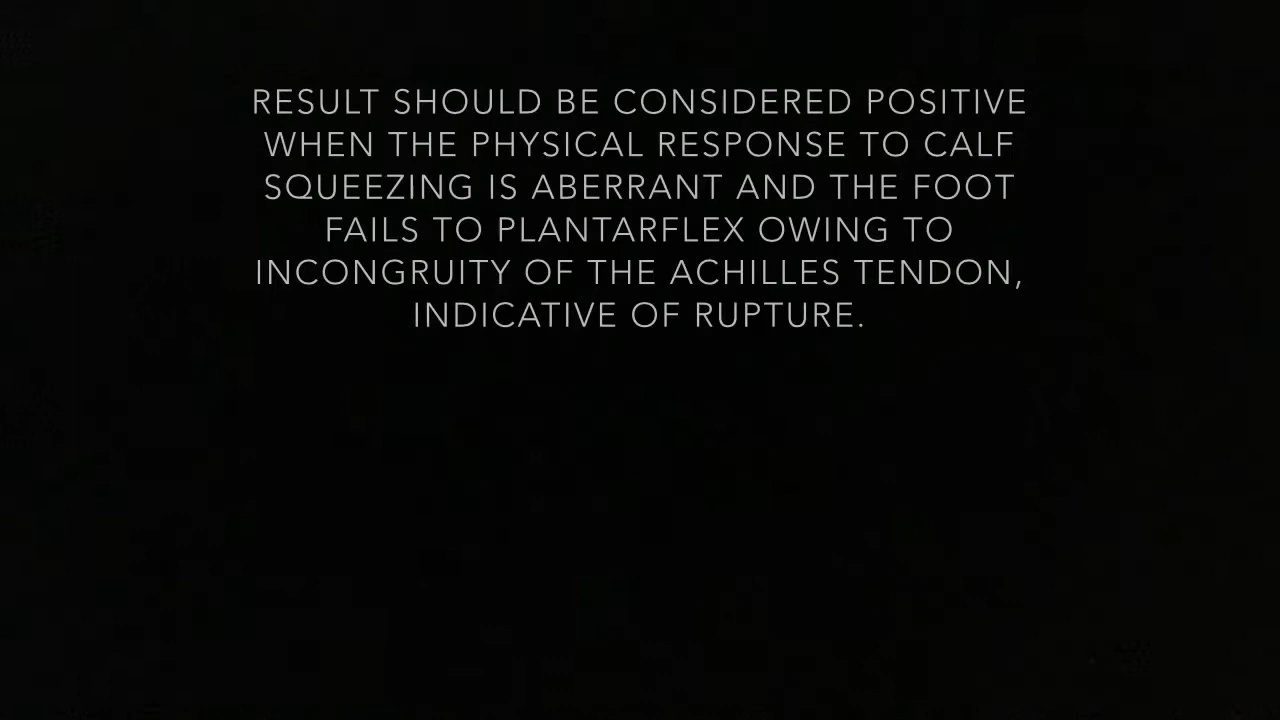 RESULT SHOULD BE CONSIDERED POSITIVE
WHEN THE PHYSICAL RESPONSE TO CALF
SQUEEZING IS ABERRANT AND THE FOOT
FAILS TO PLANTARFLEX OWING TO
INCONGRUITY OF THE ACHILLES TENDON,
INDICATIVE OF RUPTURE.